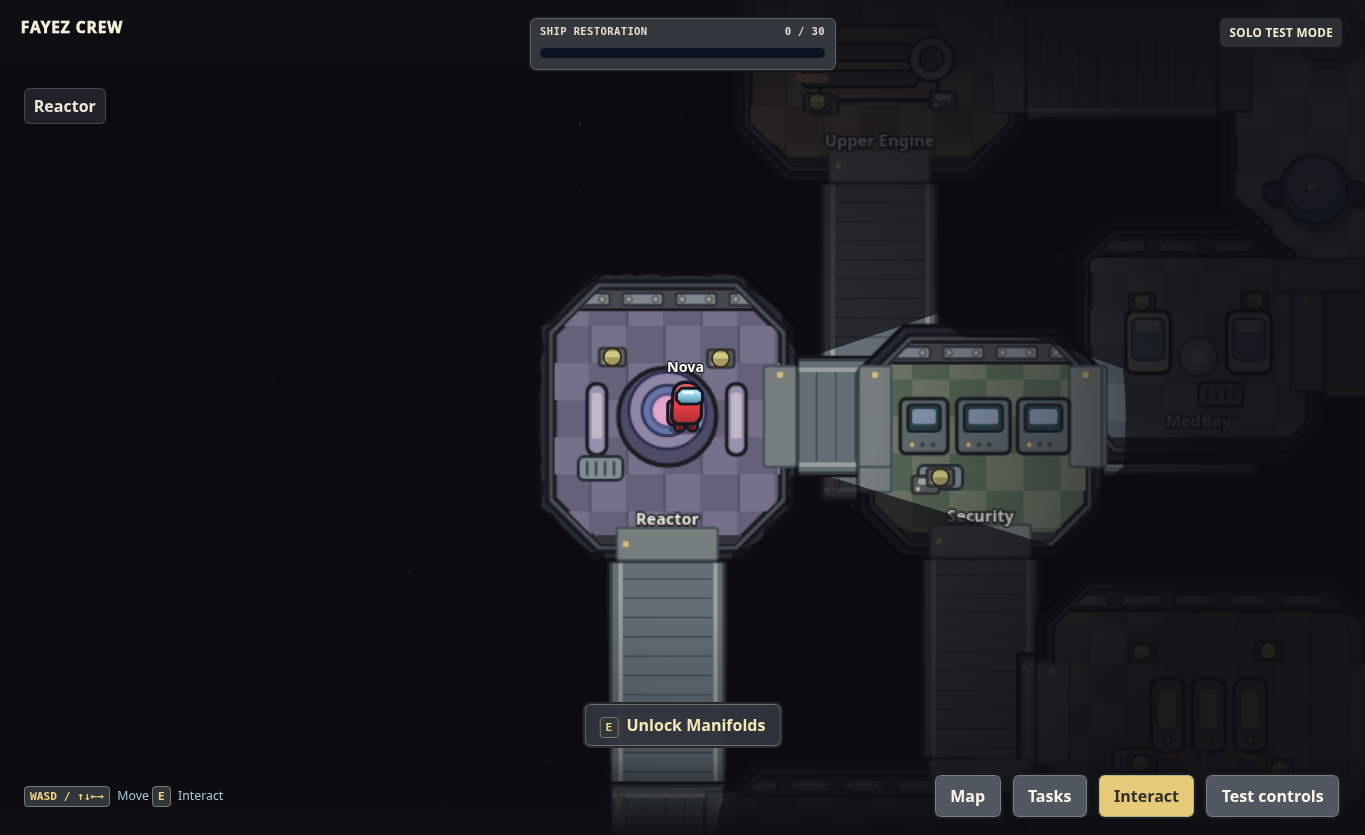 FAYEZ CREW
SHIP RESTORATION 0 / 30
SOLO TEST MODE
Reactor
Upper Engine
Nova
MedBay
Reactor
Security
E Unlock Manifolds
WASD / ↑↓←→ Move E Interact
Map
Tasks
Interact
Test controls